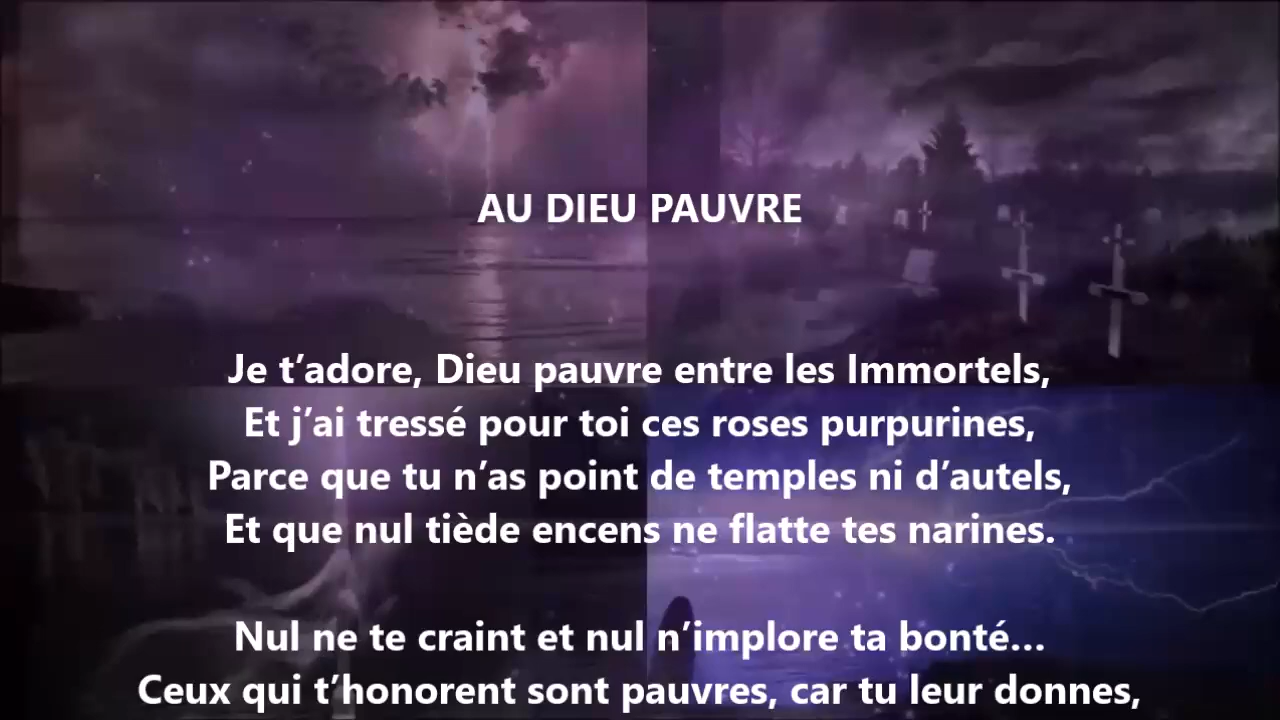 AU DIEU PAUVRE
Je t’adore, Dieu pauvre entre les Immortels,
Et j’ai tressé pour toi ces roses purpurines,
Parce que tu n’as point de temples ni d’autels,
Et que nul tiède encens ne flatte tes narines.
Nul ne te craint et nul n’implore ta bonté…
Ceux qui t’honorent sont pauvres, car tu leur donnes,